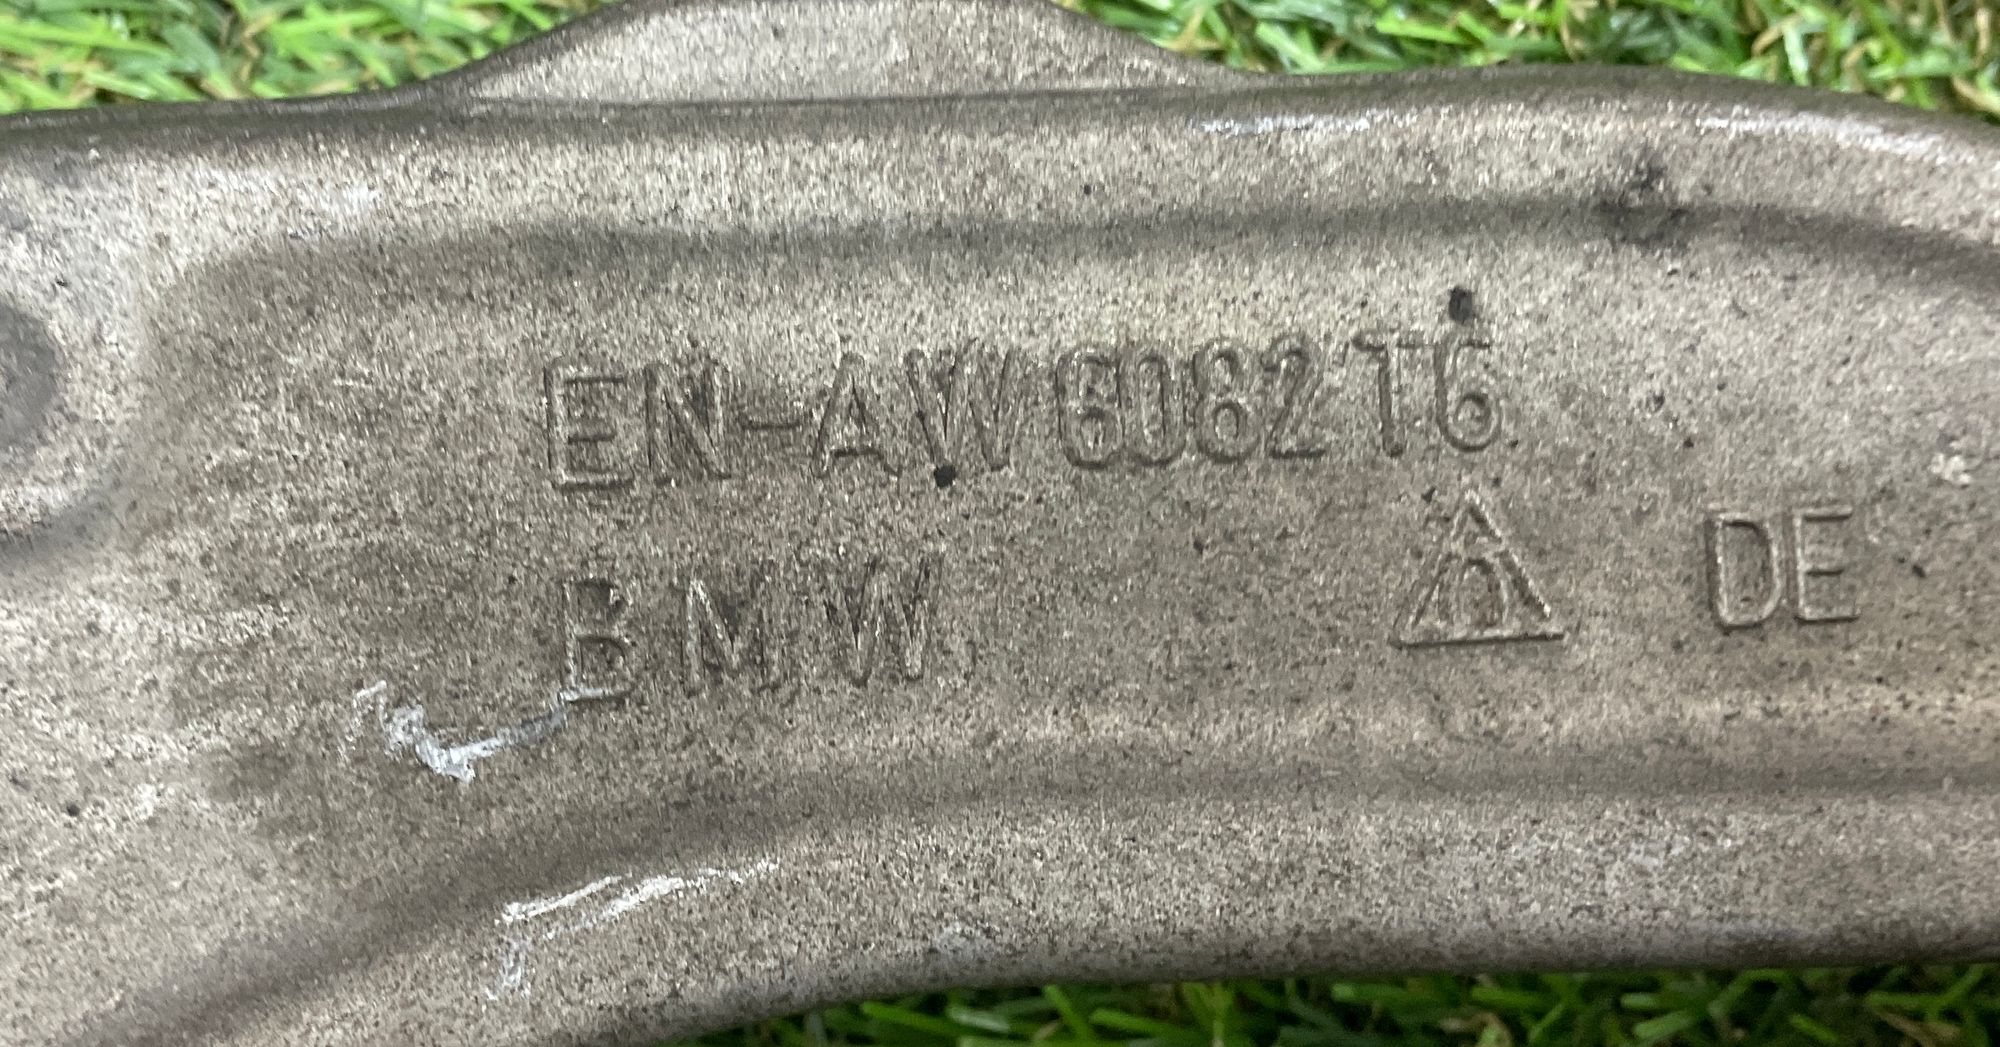 EN-AW 6082 T6
BMW DE